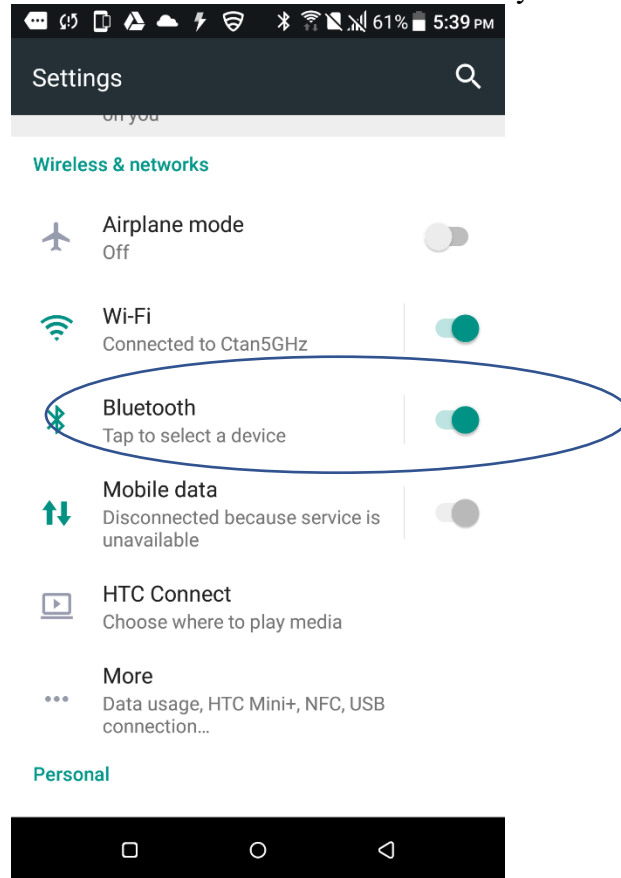 61% 5:39 PM
Settings
on you
Wireless & networks
Airplane mode
Off
Wi-Fi
Connected to Ctan5GHz
Bluetooth
Tap to select a device
Mobile data
Disconnected because service is
unavailable
HTC Connect
Choose where to play media
More
Data usage, HTC Mini+, NFC, USB
connection...
Personal